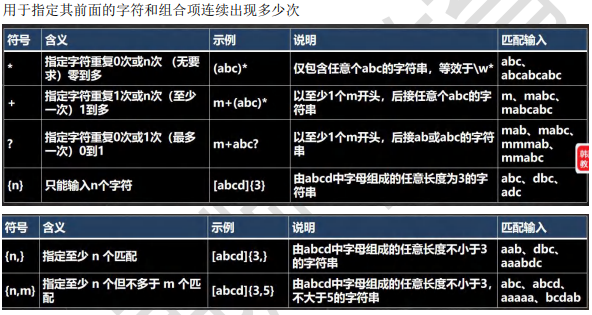 用于指定其前面的字符和组合项连续出现多少次
符号 含义 示例 说明 匹配输入
* 指定字符重复0次或n次 （无要求）零到多 (abc)* 仅包含任意个abc的字符串，等效于\w* abc、abcabcabc
+ 指定字符重复1次或n次（至少一次）1到多 m+(abc)* 以至少1个m开头，后接任意个abc的字符串 m、mabc、mabcabc
? 指定字符重复0次或1次（最多一次）0到1 m+abc? 以至少1个m开头，后接ab或abc的字符串 mab、mabc、mmmab、mmabc
{n} 只能输入n个字符 [abcd]{3} 由abcd中字母组成的任意长度为3的字符串 abc、dbc、adc
符号 含义 示例 说明 匹配输入
{n,} 指定至少 n 个匹配 [abcd]{3,} 由abcd中字母组成的任意长度不小于3的字符串 aab、dbc、aaabdc
{n,m} 指定至少 n 个但不多于 m 个匹配 [abcd]{3,5} 由abcd中字母组成的任意长度不小于3，不大于5的字符串 abc、abcd、aaaaa、bcdab